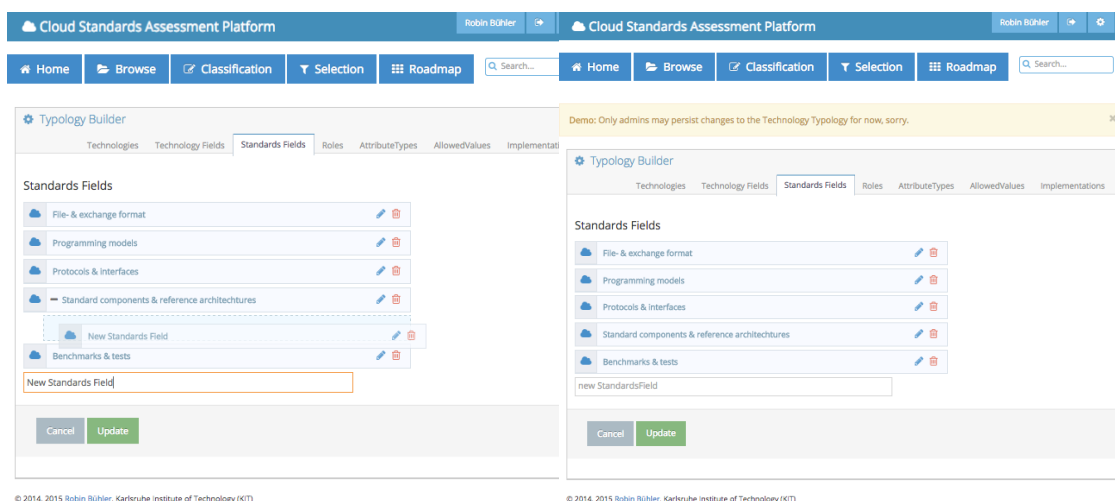 Cloud Standards Assessment Platform
Robin Bühler
Home
Browse
Classification
Selection
Roadmap
Search...
Typology Builder
Technologies
Technology Fields
Standards Fields
Roles
AttributeTypes
AllowedValues
Implementati
Standards Fields
File- & exchange format
Programming models
Protocols & interfaces
Standard components & reference architechtures
New Standards Field
Benchmarks & tests
New Standards Field
Cancel
Update
© 2014, 2015 Robin Bühler, Karlsruhe Institute of Technology (KIT)
Cloud Standards Assessment Platform
Robin Bühler
Home
Browse
Classification
Selection
Roadmap
Search...
Demo: Only admins may persist changes to the Technology Typology for now, sorry.
Typology Builder
Technologies
Technology Fields
Standards Fields
Roles
AttributeTypes
AllowedValues
Implementations
Standards Fields
File- & exchange format
Programming models
Protocols & interfaces
Standard components & reference architechtures
Benchmarks & tests
new StandardsField
Cancel
Update
© 2014, 2015 Robin Bühler, Karlsruhe Institute of Technology (KIT)